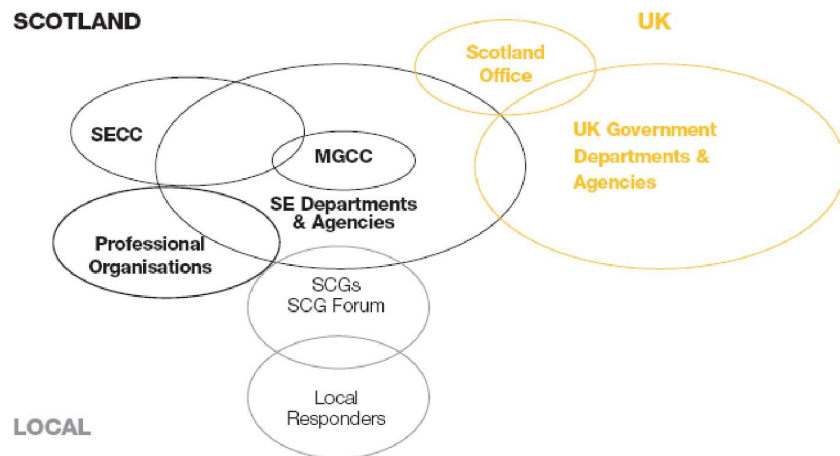 SCOTLAND
UK
Scotland
Office
SECC
MGCC
UK Government
Departments &
Agencies
SE Departments
& Agencies
Professional
Organisations
SCGs
SCG Forum
Local
Responders
LOCAL